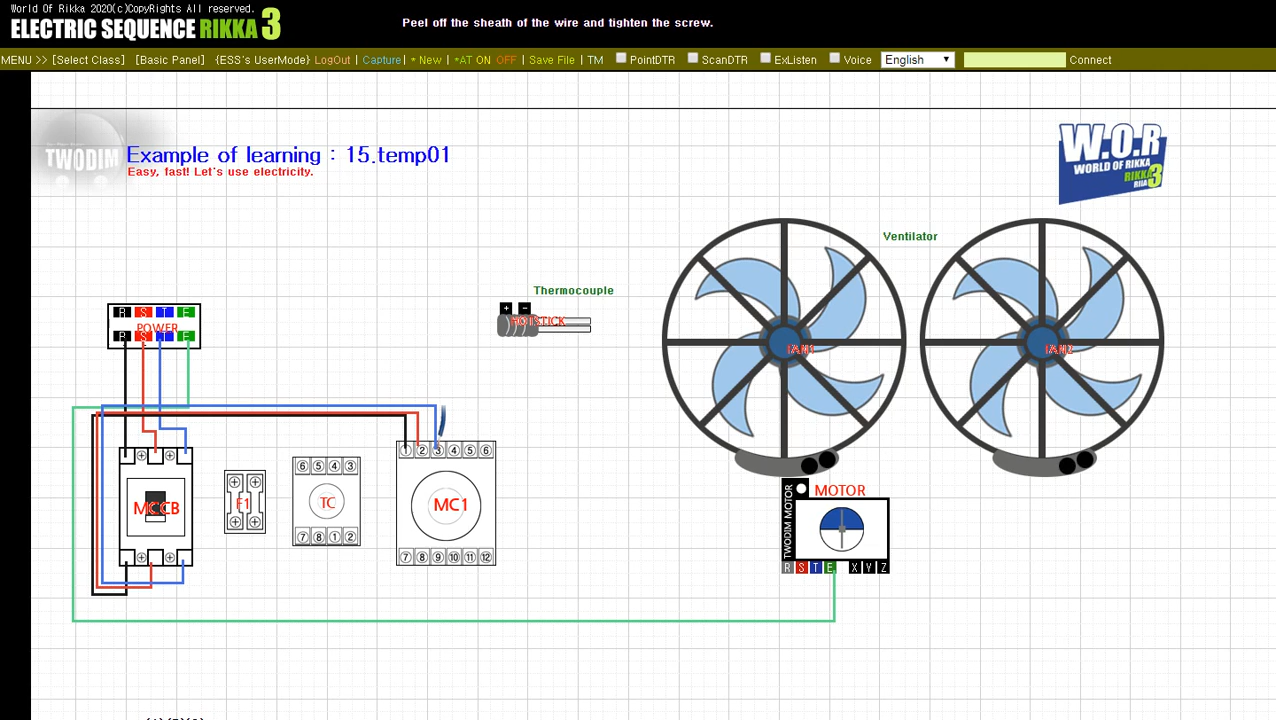 World Of Rikka 2020(c)CopyRights All reserved.
ELECTRIC SEQUENCE RIKKA 3
Peel off the sheath of the wire and tighten the screw.
MENU >> [Select Class] [Basic Panel] {ESS's UserMode} LogOut | Capture | * New | *AT ON OFF | Save File | TM PointDTR ScanDTR ExListen Voice English Connect
TWODIM
Example of learning : 15.temp01
Easy, fast! Let's use electricity.
W.O.R
WORLD OF RIKKA
RIKKA 3
Ventilator
Thermocouple
+ −
HOTSTICK
R S T E
POWER
R S T E
FAN1
FAN2
① ② ③ ④ ⑤ ⑥
⑥ ⑤ ④ ③
MCCB
F1
TC
MC1
⑦ ⑧ ① ②
⑦ ⑧ ⑨ ⑩ ⑪ ⑫
MOTOR
TWODIM MOTOR
R S T E X Y Z